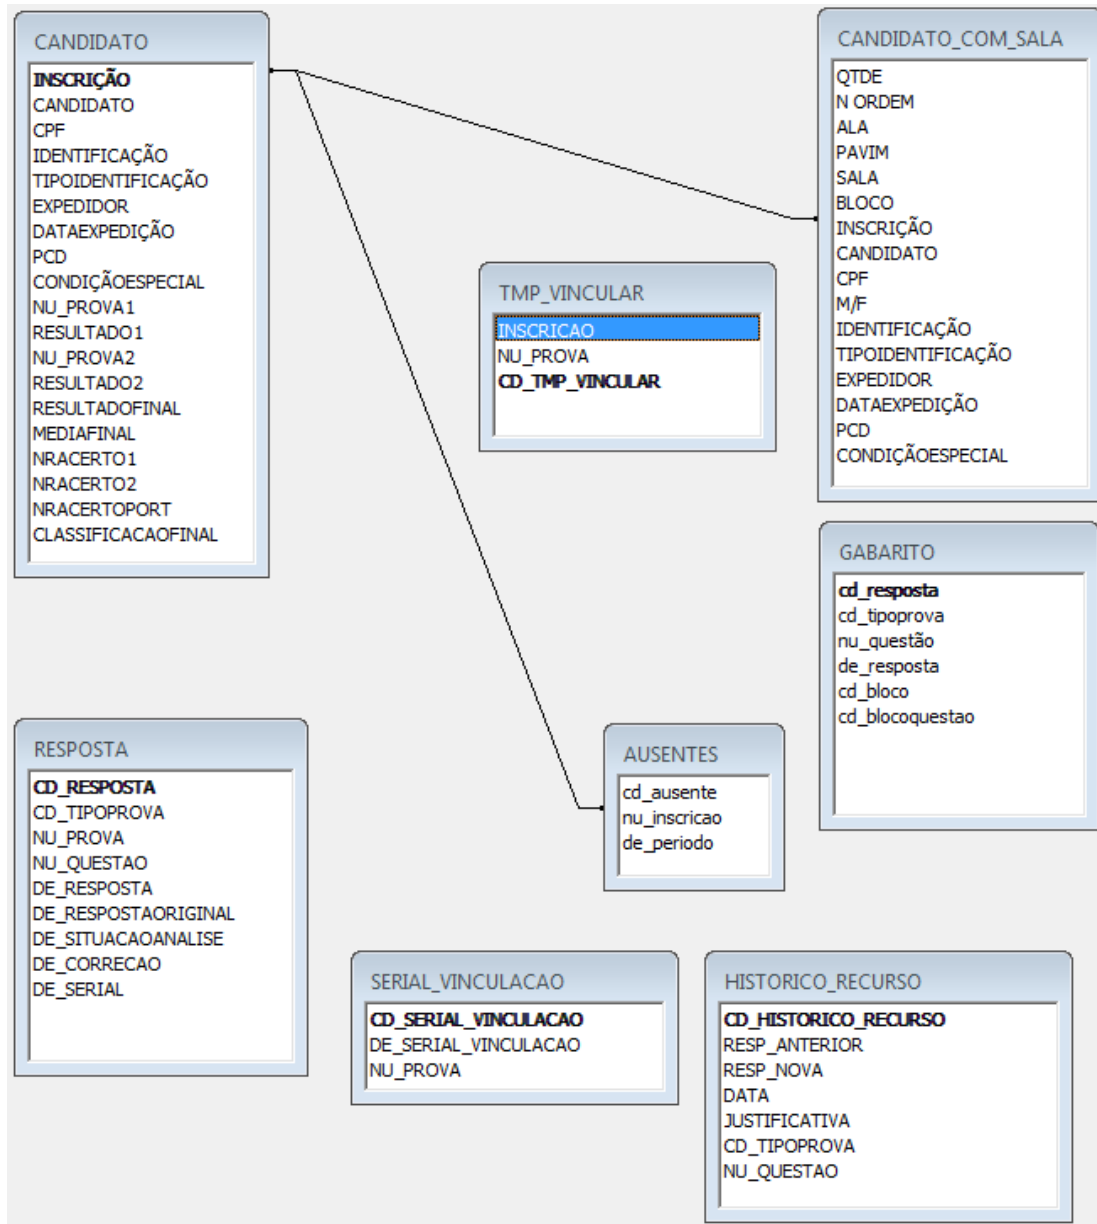 CANDIDATO
INSCRIÇÃO
CANDIDATO
CPF
IDENTIFICAÇÃO
TIPOIDENTIFICAÇÃO
EXPEDIDOR
DATAEXPEDIÇÃO
PCD
CONDIÇÃOESPECIAL
NU_PROVA1
RESULTADO1
NU_PROVA2
RESULTADO2
RESULTADOFINAL
MEDIAFINAL
NRACERTO1
NRACERTO2
NRACERTOPORT
CLASSIFICACAOFINAL
TMP_VINCULAR
INSCRICAO
NU_PROVA
CD_TMP_VINCULAR
CANDIDATO_COM_SALA
QTDE
N ORDEM
ALA
PAVIM
SALA
BLOCO
INSCRIÇÃO
CANDIDATO
CPF
M/F
IDENTIFICAÇÃO
TIPOIDENTIFICAÇÃO
EXPEDIDOR
DATAEXPEDIÇÃO
PCD
CONDIÇÃOESPECIAL
GABARITO
cd_resposta
cd_tipoprova
nu_questão
de_resposta
cd_bloco
cd_blocoquestao
RESPOSTA
CD_RESPOSTA
CD_TIPOPROVA
NU_PROVA
NU_QUESTAO
DE_RESPOSTA
DE_RESPOSTAORIGINAL
DE_SITUACAOANALISE
DE_CORRECAO
DE_SERIAL
AUSENTES
cd_ausente
nu_inscricao
de_periodo
SERIAL_VINCULACAO
CD_SERIAL_VINCULACAO
DE_SERIAL_VINCULACAO
NU_PROVA
HISTORICO_RECURSO
CD_HISTORICO_RECURSO
RESP_ANTERIOR
RESP_NOVA
DATA
JUSTIFICATIVA
CD_TIPOPROVA
NU_QUESTAO